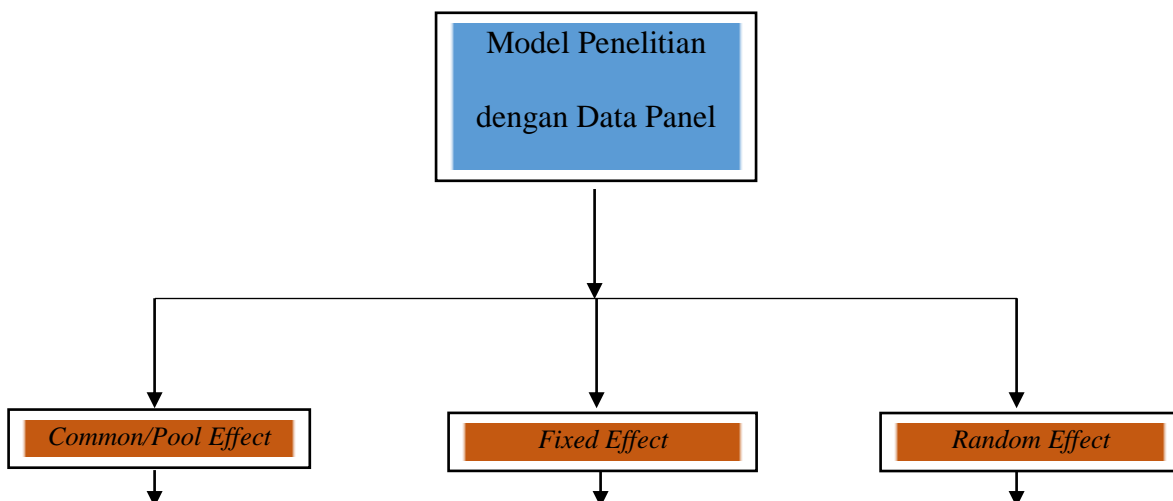 Model Penelitian
dengan Data Panel
Common/Pool Effect
Fixed Effect
Random Effect